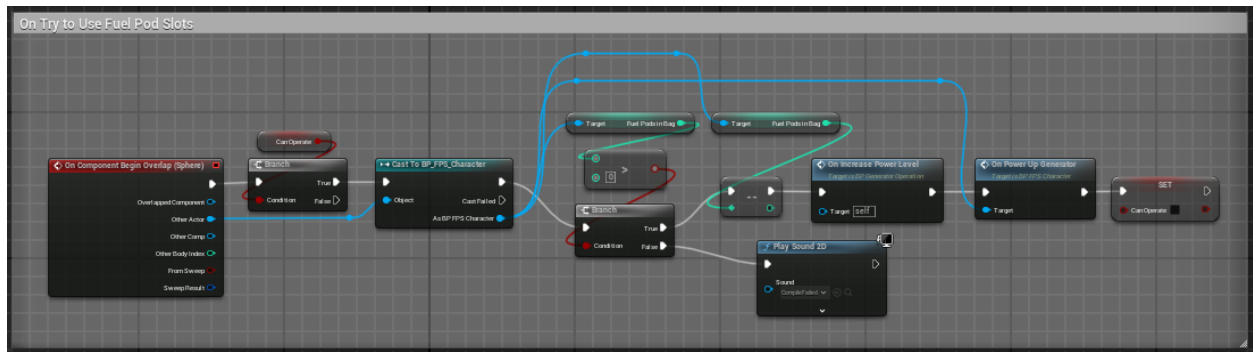 On Try to Use Fuel Pod Slots
Can Operate
On Component Begin Overlap (Sphere)
Overlapped Component
Other Actor
Other Comp
Other Body Index
From Sweep
Sweep Result
Branch
True
Condition
False
Cast To BP_FPS_Character
Object
Cast Failed
As BP FPS Character
Target
Fuel Pods in Bag
Target
Fuel Pods in Bag
0
>
Branch
True
Condition
False
--
On Increase Power Level
Target is BP Generator Operation
Target
self
On Power Up Generator
Target is BP FPS Character
Target
SET
Can Operate
Play Sound 2D
Sound
CompileFailed